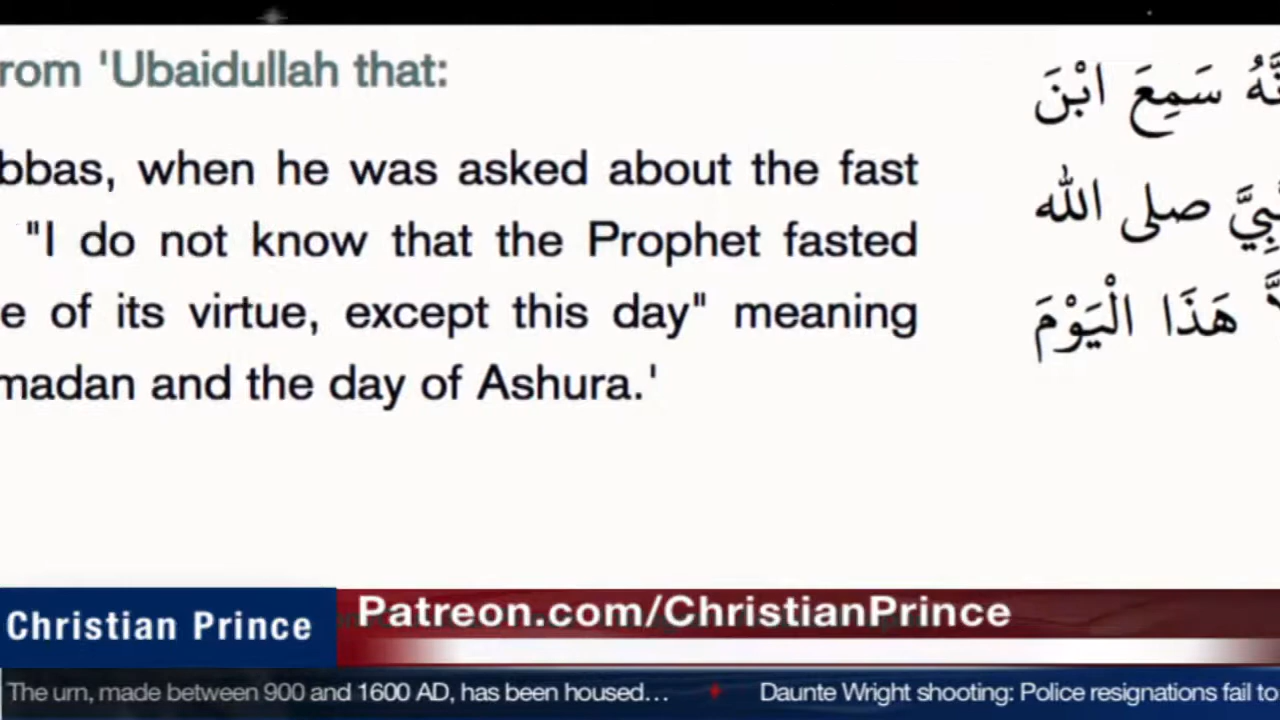 rom 'Ubaidullah that:
bbas, when he was asked about the fast
"I do not know that the Prophet fasted
e of its virtue, except this day" meaning
madan and the day of Ashura.'
نَّهُ سَمِعَ ابْنَ
نَّبِيَّ صلى الله
لاَّ هَذَا الْيَوْمَ
Christian Prince
Patreon.com/ChristianPrince
The urn, made between 900 and 1600 AD, has been housed... Daunte Wright shooting: Police resignations fail to